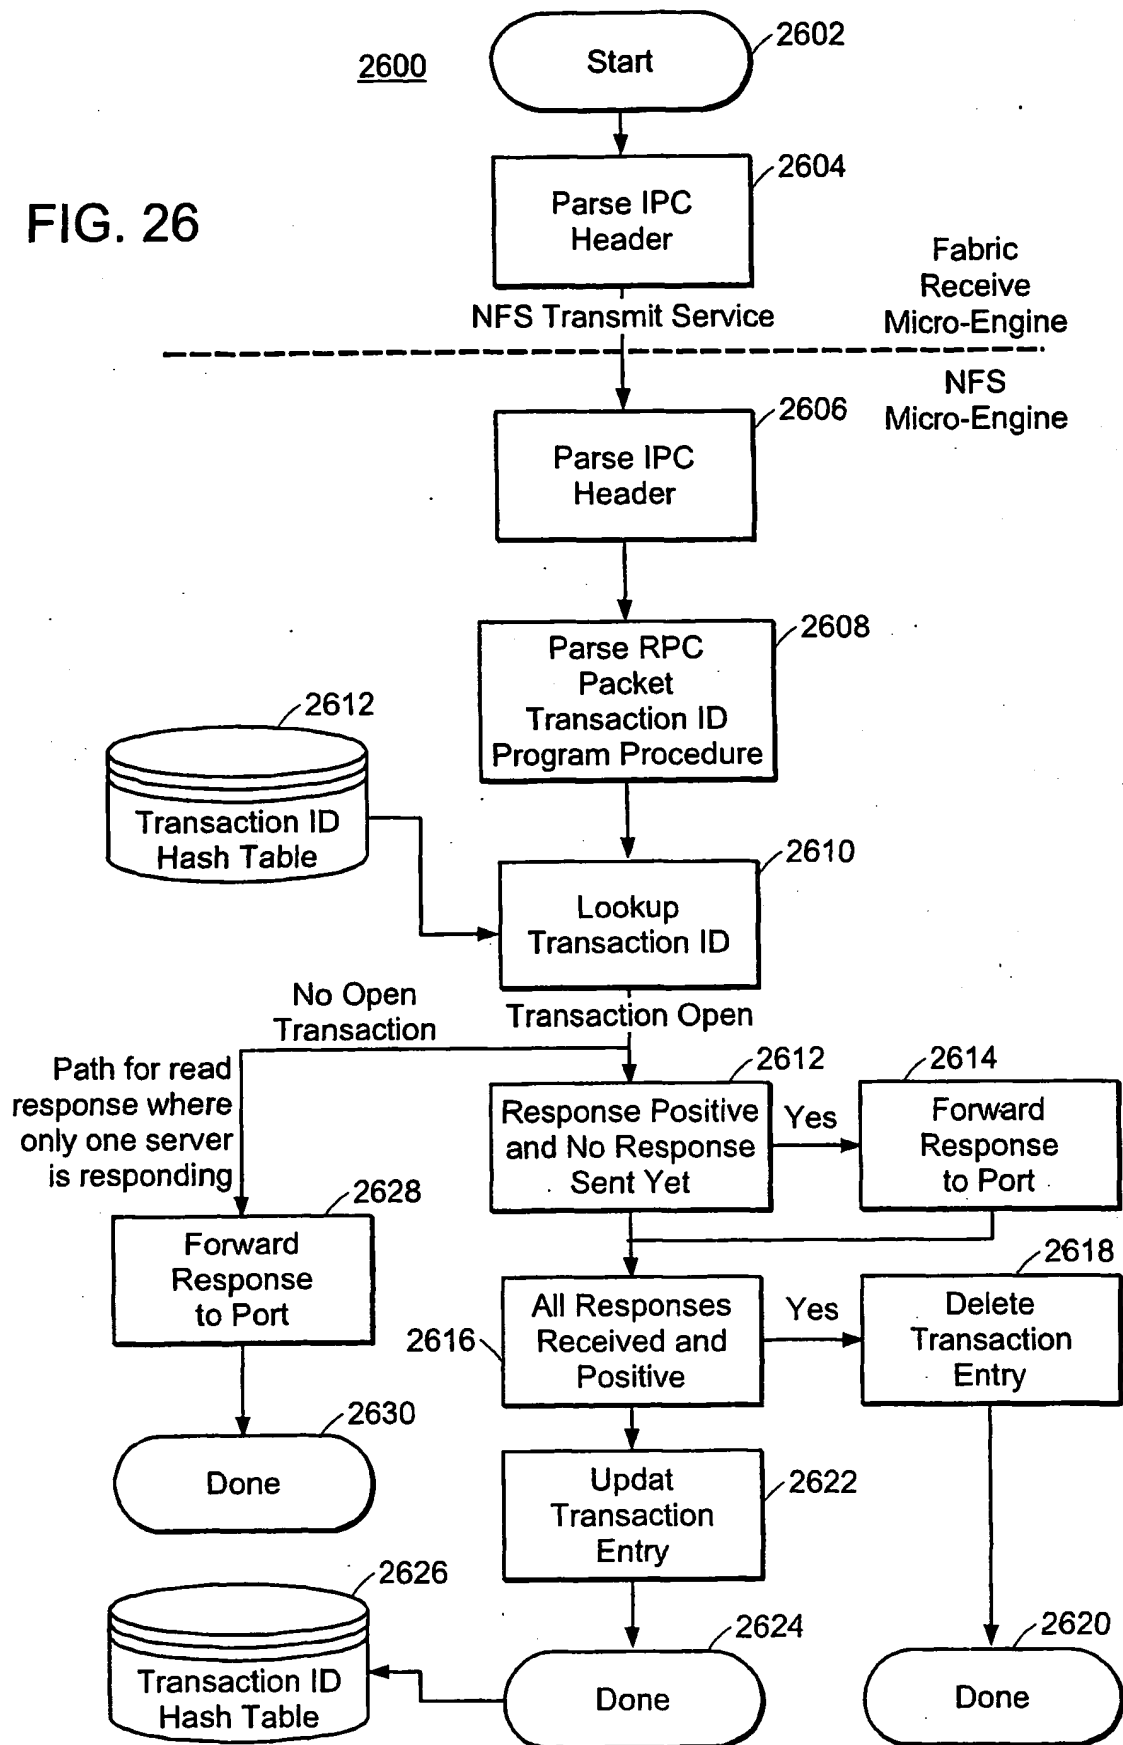 2602
Start
2600
2604
Parse IPC
Header
FIG. 26
Fabric
Receive
Micro-Engine
NFS Transmit Service
NFS
Micro-Engine
2606
Parse IPC
Header
2608
Parse RPC
Packet
Transaction ID
Program Procedure
2612
Transaction ID
Hash Table
2610
Lookup
Transaction ID
No Open
Transaction
Transaction Open
Path for read
response where
only one server
is responding
2612
Response Positive
and No Response
Sent Yet
Yes
2614
Forward
Response
to Port
2628
Forward
Response
to Port
2616
All Responses
Received and
Positive
Yes
2618
Delete
Transaction
Entry
2630
Done
Updat
Transaction
Entry
2622
2626
Transaction ID
Hash Table
2624
Done
2620
Done